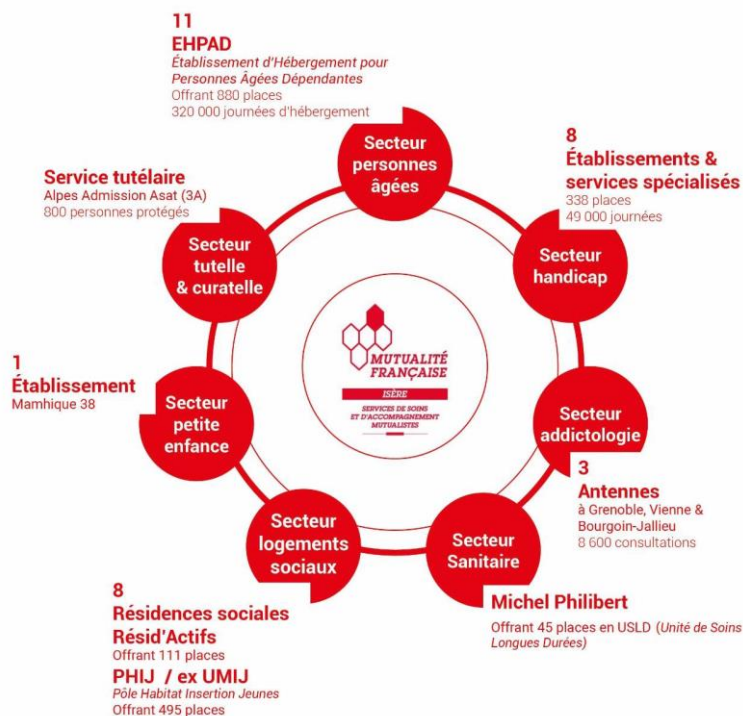 11
EHPAD
Établissement d'Hébergement pour
Personnes Âgées Dépendantes
Offrant 880 places
320 000 journées d'hébergement
Secteur
personnes
âgées
8
Établissements &
services spécialisés
338 places
49 000 journées
Secteur
handicap
Secteur
addictologie
3
Antennes
à Grenoble, Vienne &
Bourgoin-Jallieu
8 600 consultations
Secteur
Sanitaire
Michel Philibert
Offrant 45 places en USLD (Unité de Soins
Longues Durées)
Secteur
logements
sociaux
8
Résidences sociales
Résid'Actifs
Offrant 111 places
PHIJ / ex UMIJ
Pôle Habitat Insertion Jeunes
Offrant 495 places
Secteur
petite
enfance
1
Établissement
Mamhique 38
Secteur
tutelle
& curatelle
Service tutélaire
Alpes Admission Asat (3A)
800 personnes protégés
MUTUALITÉ
FRANÇAISE
ISÈRE
SERVICES DE SOINS
ET D'ACCOMPAGNEMENT
MUTUALISTES